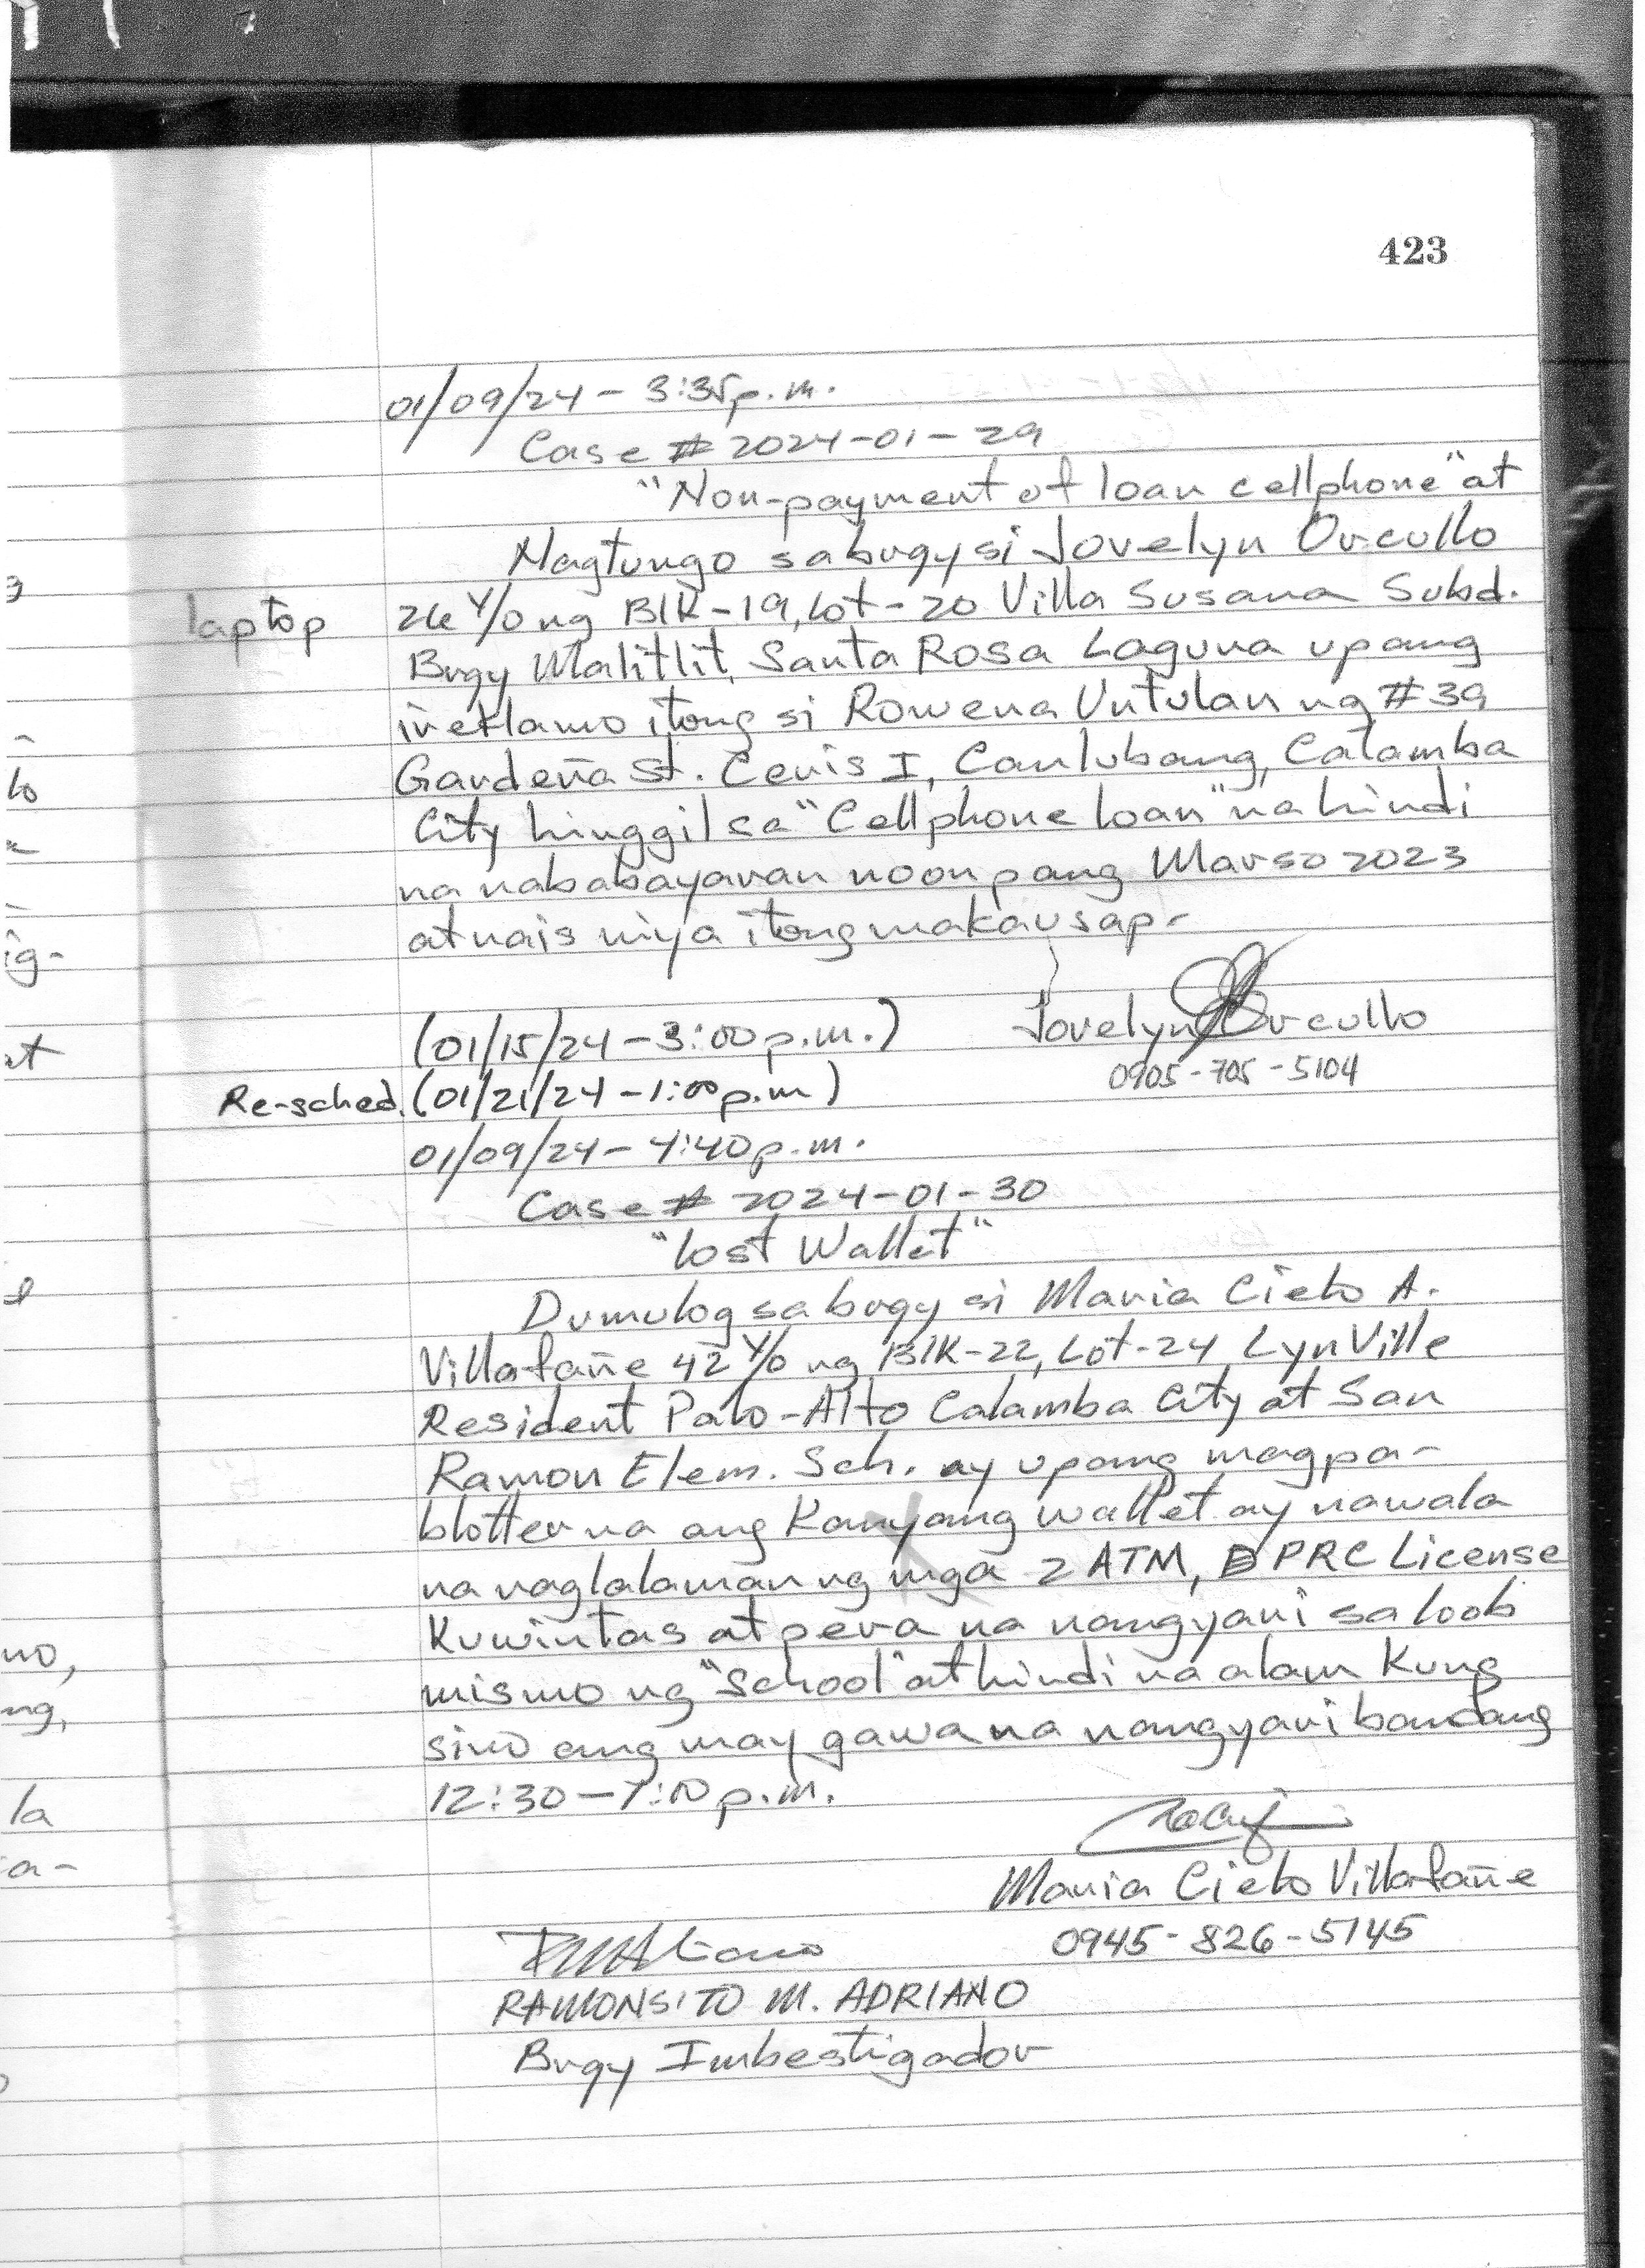 423
01/09/24 - 3:35p.m.
Case # 2024-01-29
"Non-payment of loan cellphone" at
laptop
Nagtungo sa brgy si Jovelyn Orcullo
26 y/o ng Blk-19, Lot-20 Villa Susana Subd.
Brgy Malitlit, Santa Rosa Laguna upang
ireklamo itong si Rowena Untulan ng #39
Gardeña St. Ceris I, Canlubang, Calamba
City hinggil sa "Cellphone loan" na hindi
na nababayaran noon pang Marso 2023
at nais niya itong makausap-
(01/15/24 - 3:00p.m.)
Jovelyn Orcullo
0905-705-5104
Re-sched. (01/21/24 - 1:00p.m)
01/09/24 - 4:40p.m.
Case # 2024-01-30
"Lost Wallet"
Dumulog sa brgy si Maria Cielo A.
Villafañe 42 y/o ng Blk-22, Lot-24 LynVille
Resident Palo-Alto Calamba City at San
Ramon Elem. Sch. ay upang magpa-
blotter na ang Kanyang wallet ay nawala
na naglalaman ng mga 2 ATM, PRC License
Kuwintas at pera na nangyari sa loob
mismo ng "School" at hindi na alam Kung
sino ang may gawa na nangyari bandang
12:30 - 1:00 p.m.
Maria Cielo Villafañe
0945-826-5145
RAMONSITO M. ADRIANO
Brgy Imbestigador